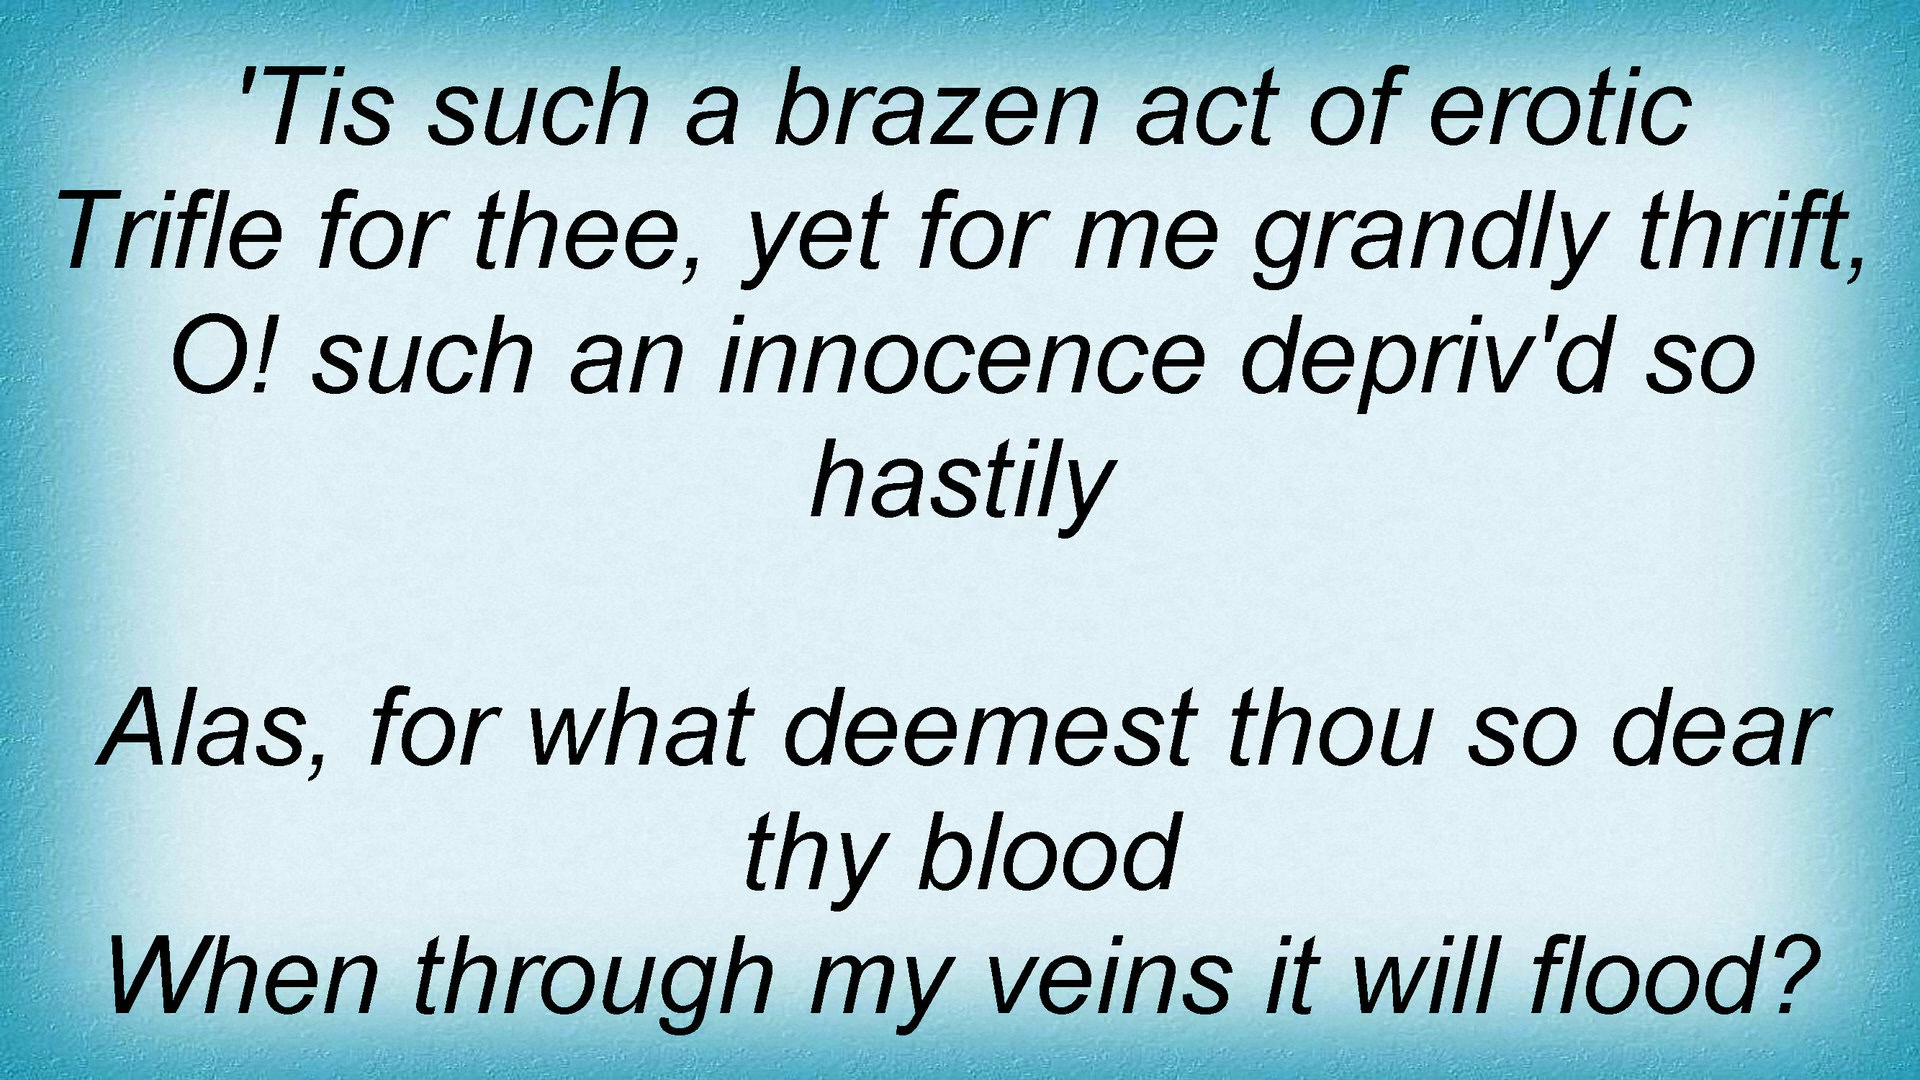 'Tis such a brazen act of erotic
Trifle for thee, yet for me grandly thrift,
O! such an innocence depriv'd so
hastily
Alas, for what deemest thou so dear
thy blood
When through my veins it will flood?